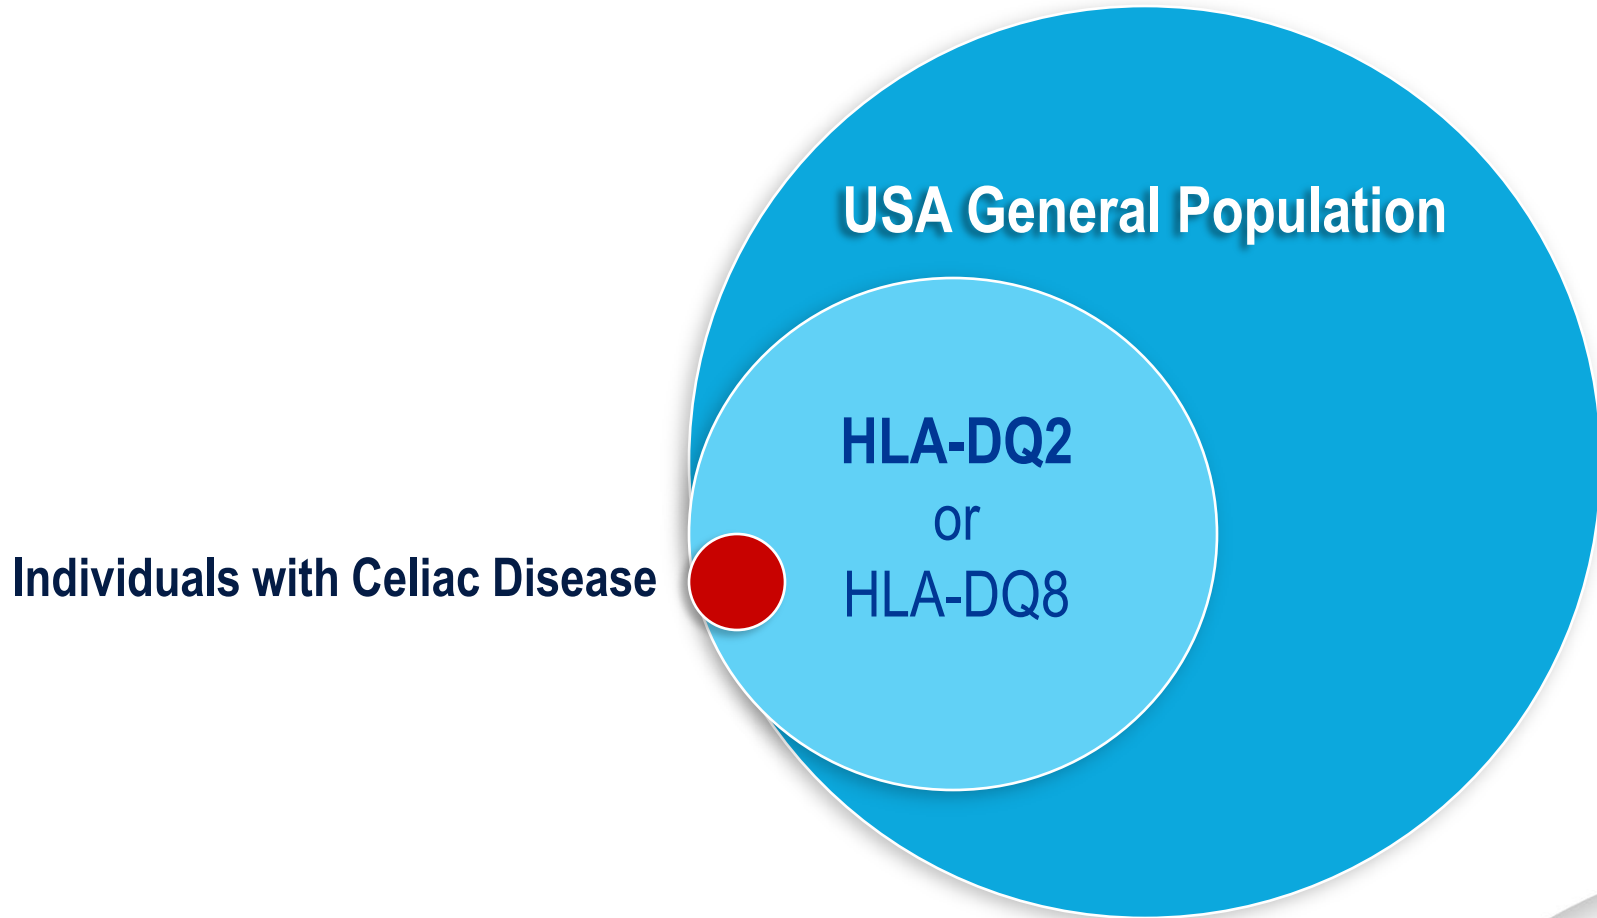 USA General Population
HLA-DQ2
or
HLA-DQ8
Individuals with Celiac Disease